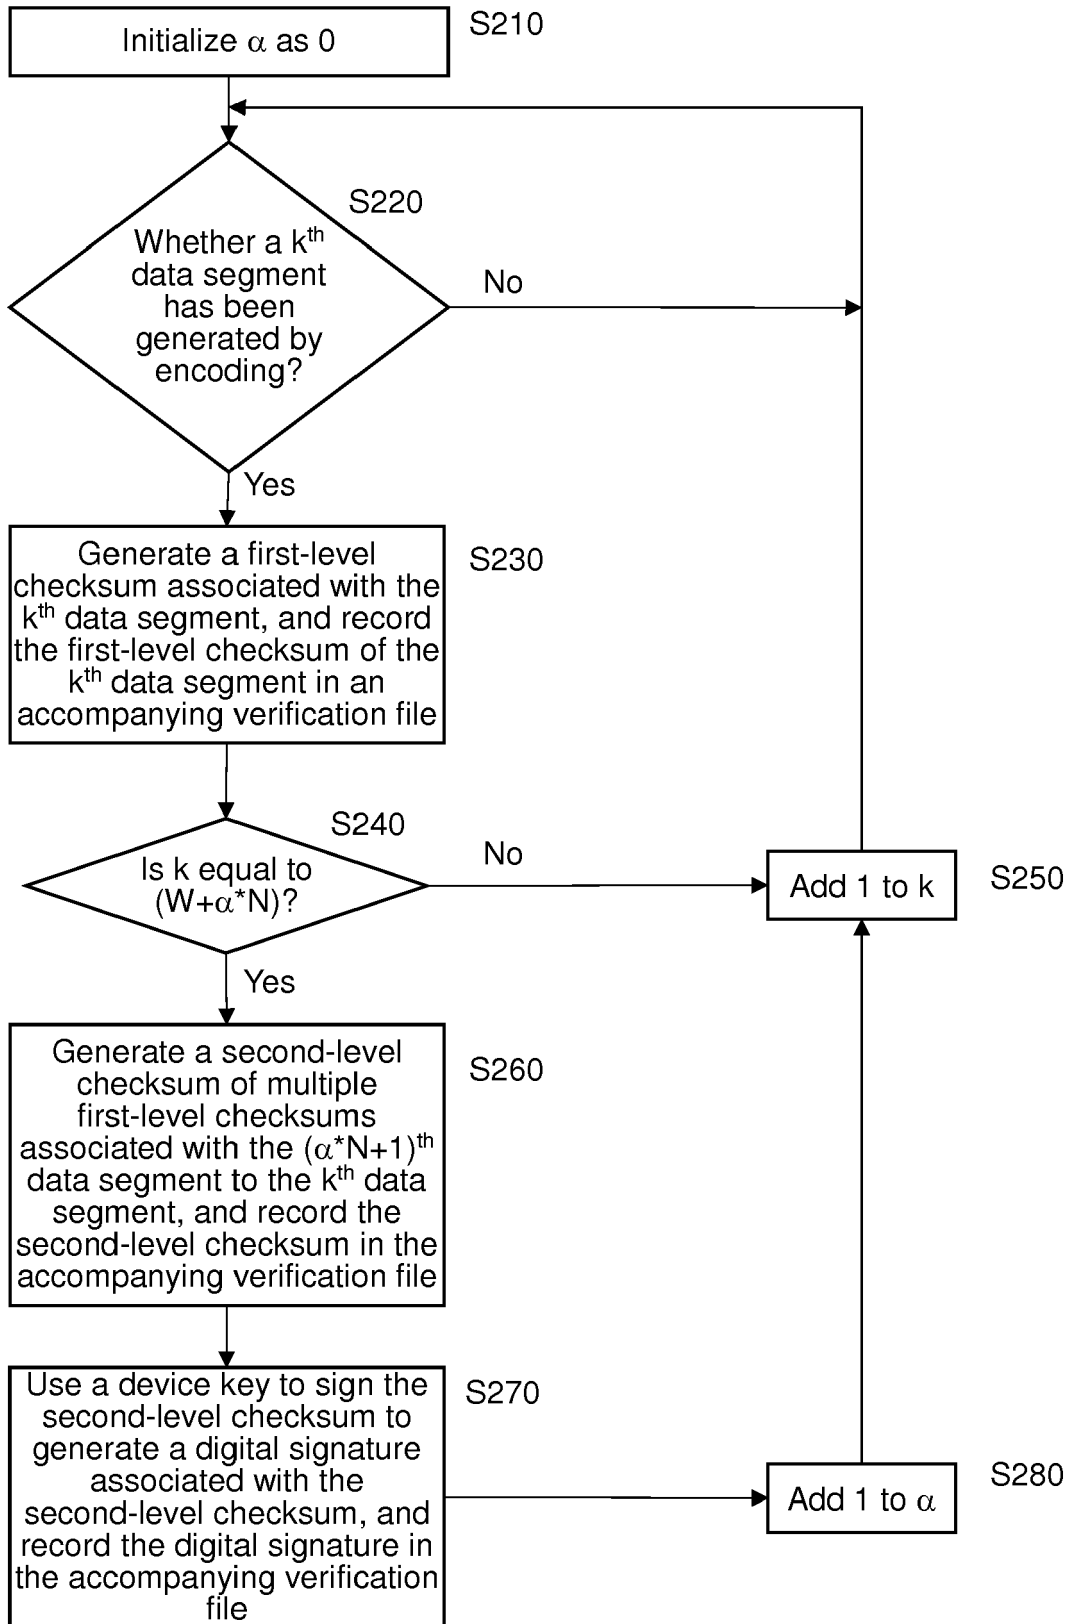 Initialize α as 0
S210
S220
Whether a kth
data segment
has been
generated by
encoding?
No
Yes
Generate a first-level
checksum associated with the
kth data segment, and record
the first-level checksum of the
kth data segment in an
accompanying verification file
S230
S240
Is k equal to
(W+α*N)?
No
Add 1 to k
S250
Yes
Generate a second-level
checksum of multiple
first-level checksums
associated with the (α*N+1)th
data segment to the kth data
segment, and record the
second-level checksum in the
accompanying verification file
S260
Use a device key to sign the
second-level checksum to
generate a digital signature
associated with the
second-level checksum, and
record the digital signature in
the accompanying verification
file
S270
Add 1 to α
S280